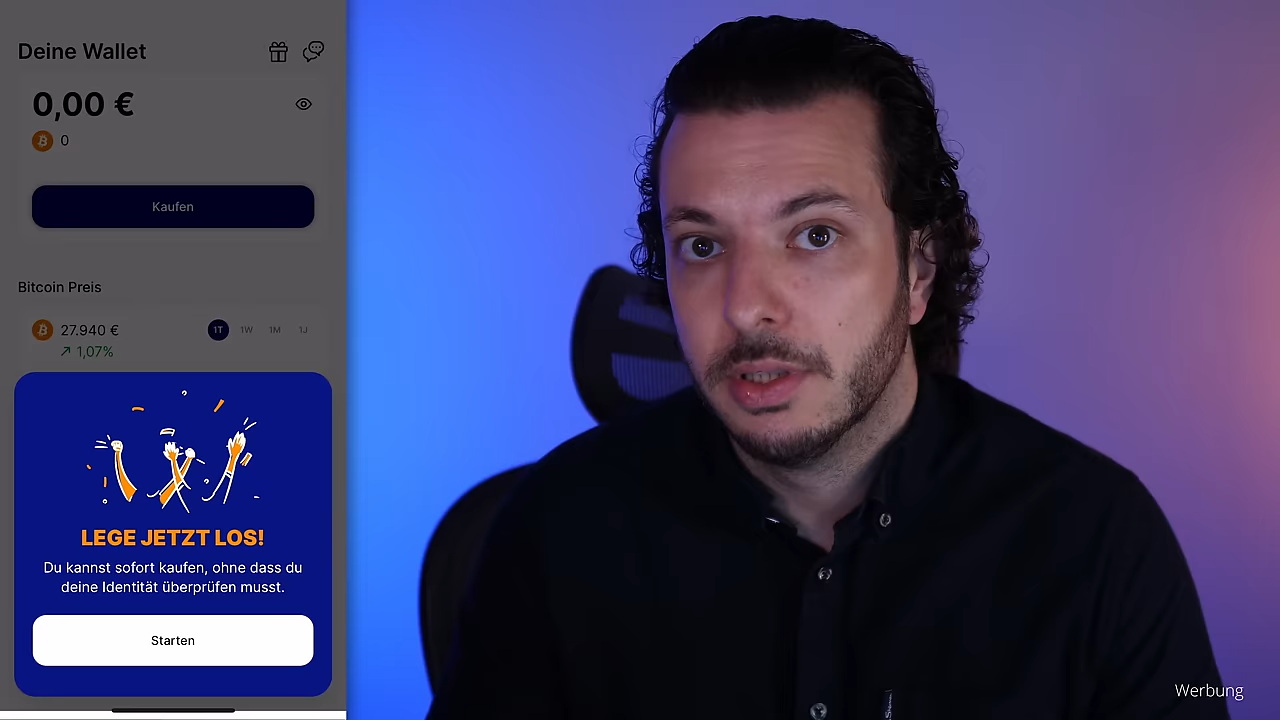 Deine Wallet
0,00 €
0
Kaufen
Bitcoin Preis
27.940 €
1T 1W 1M 1J
↗ 1,07%
LEGE JETZT LOS!
Du kannst sofort kaufen, ohne dass du
deine Identität überprüfen musst.
Starten
Werbung